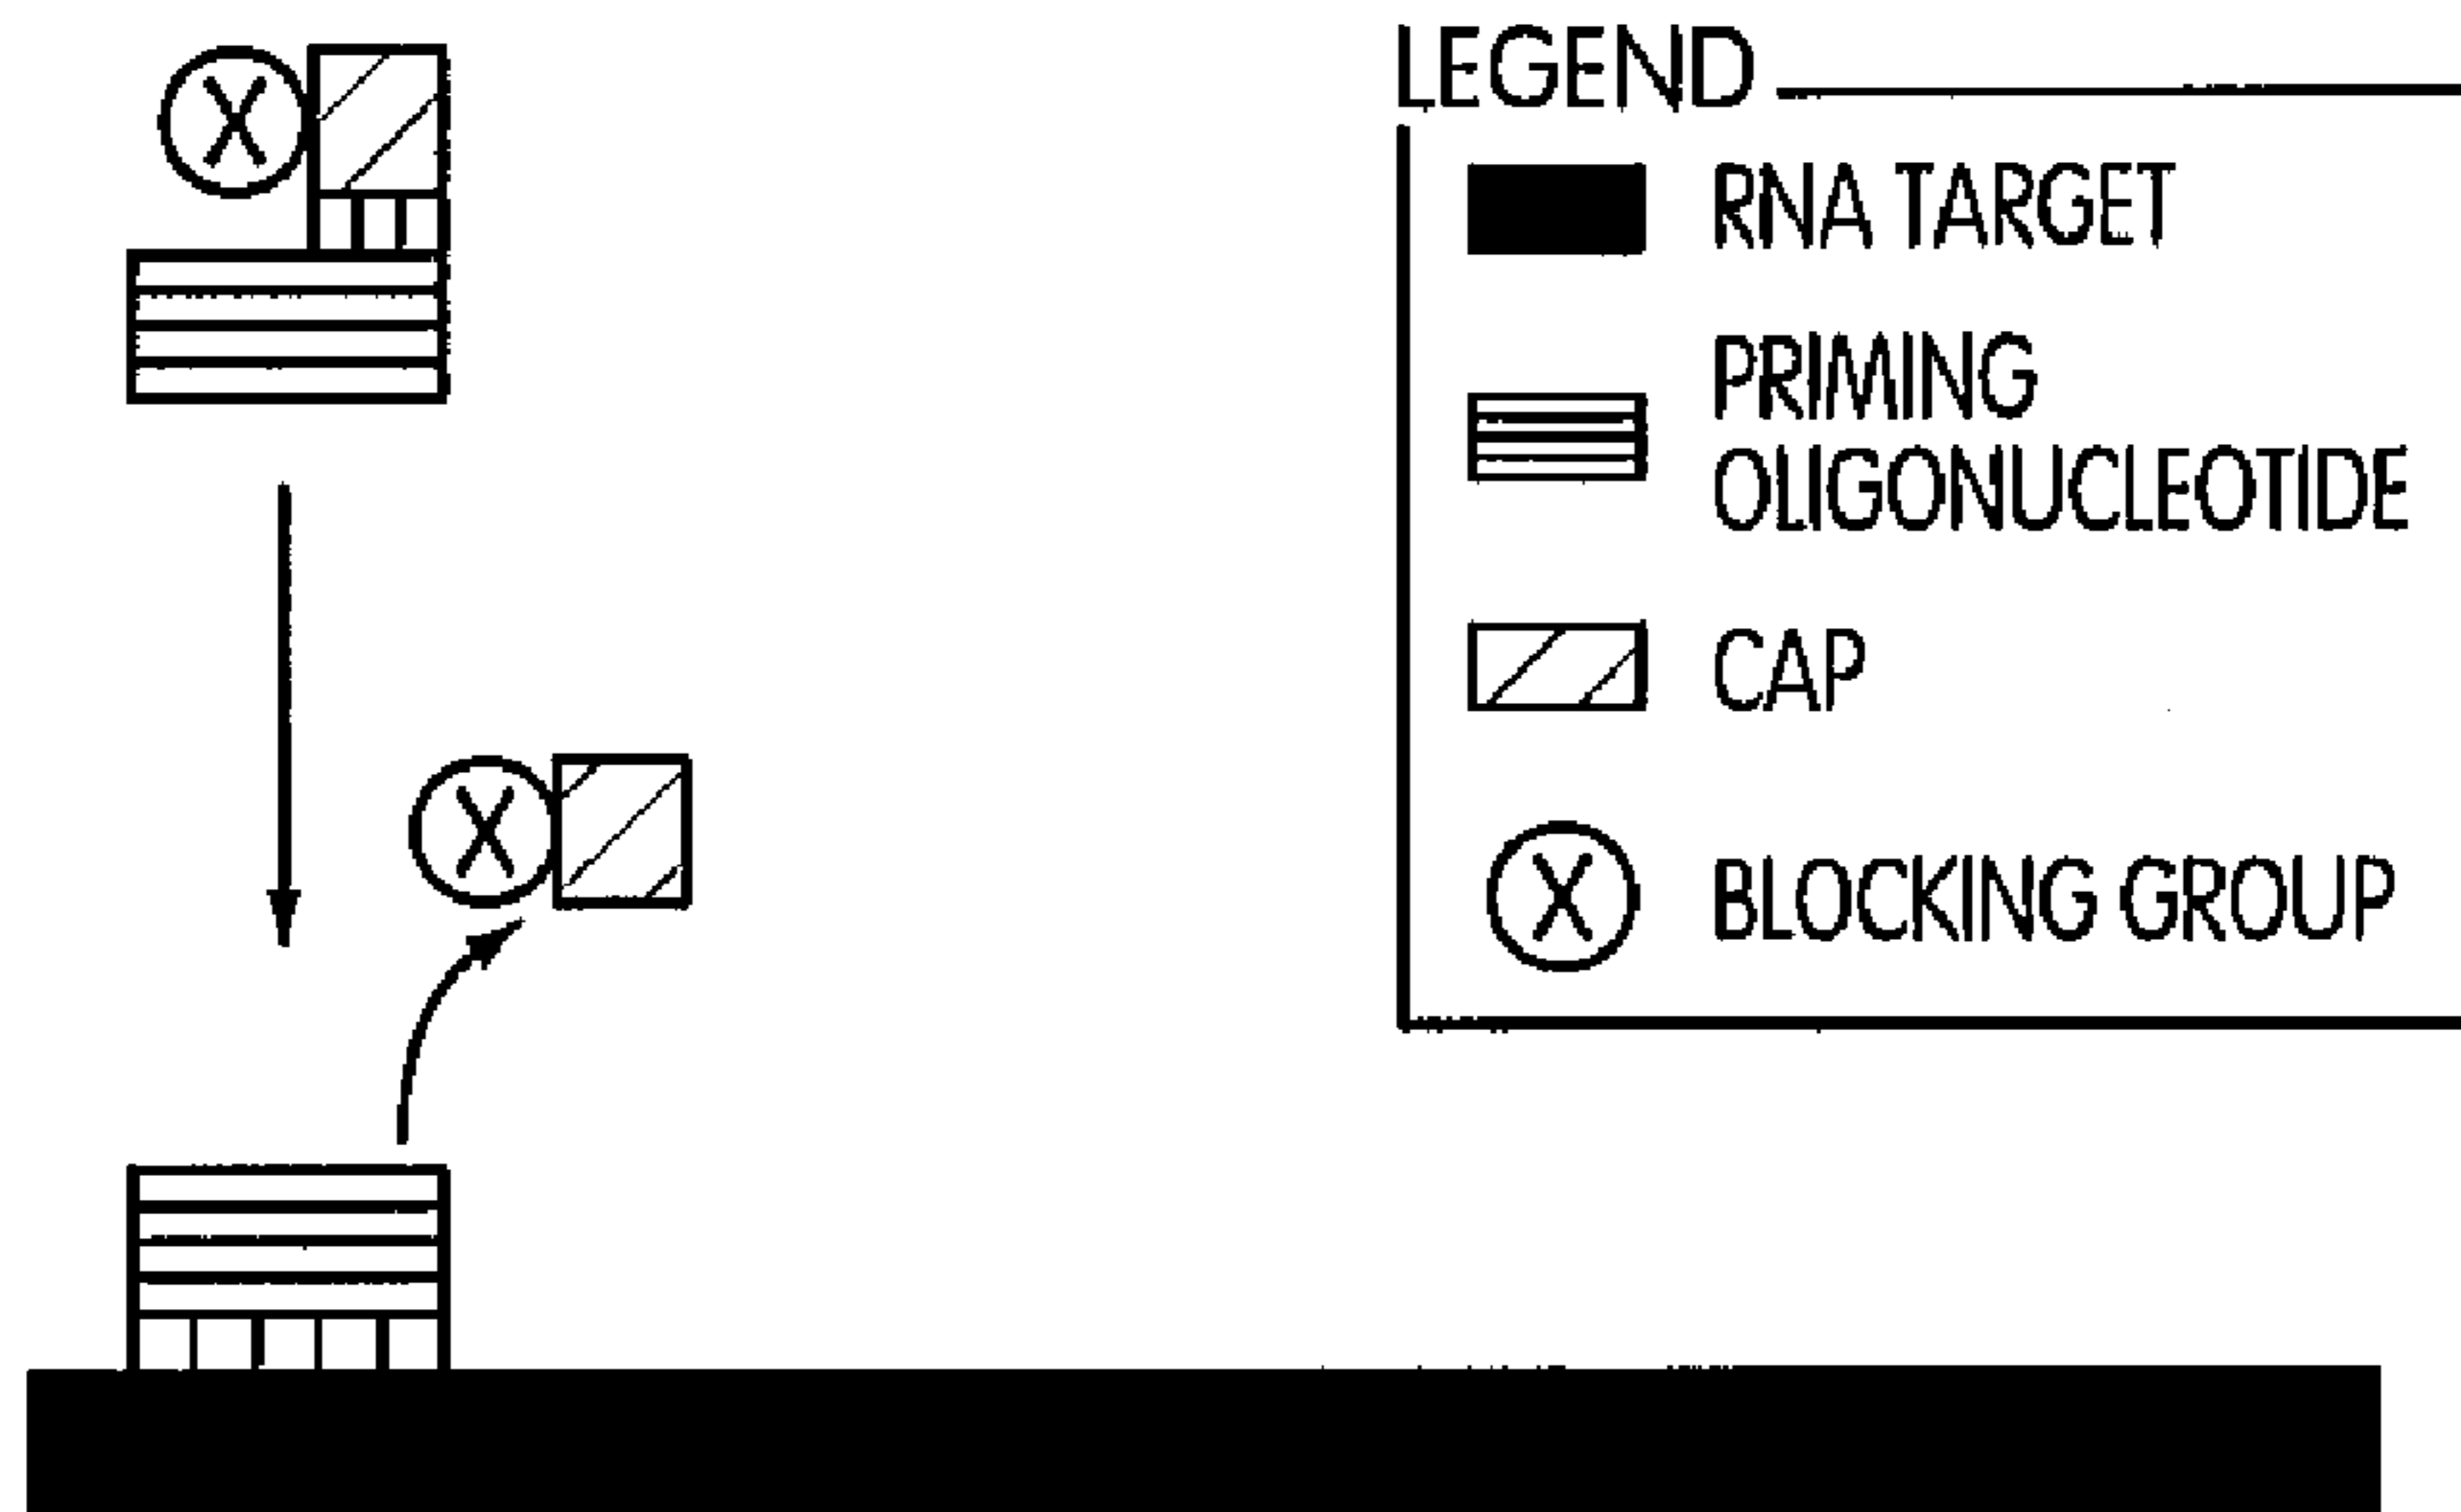 LEGEND
RNA TARGET
PRIMING
OLIGONUCLEOTIDE
CAP
X BLOCKING GROUP
X
X